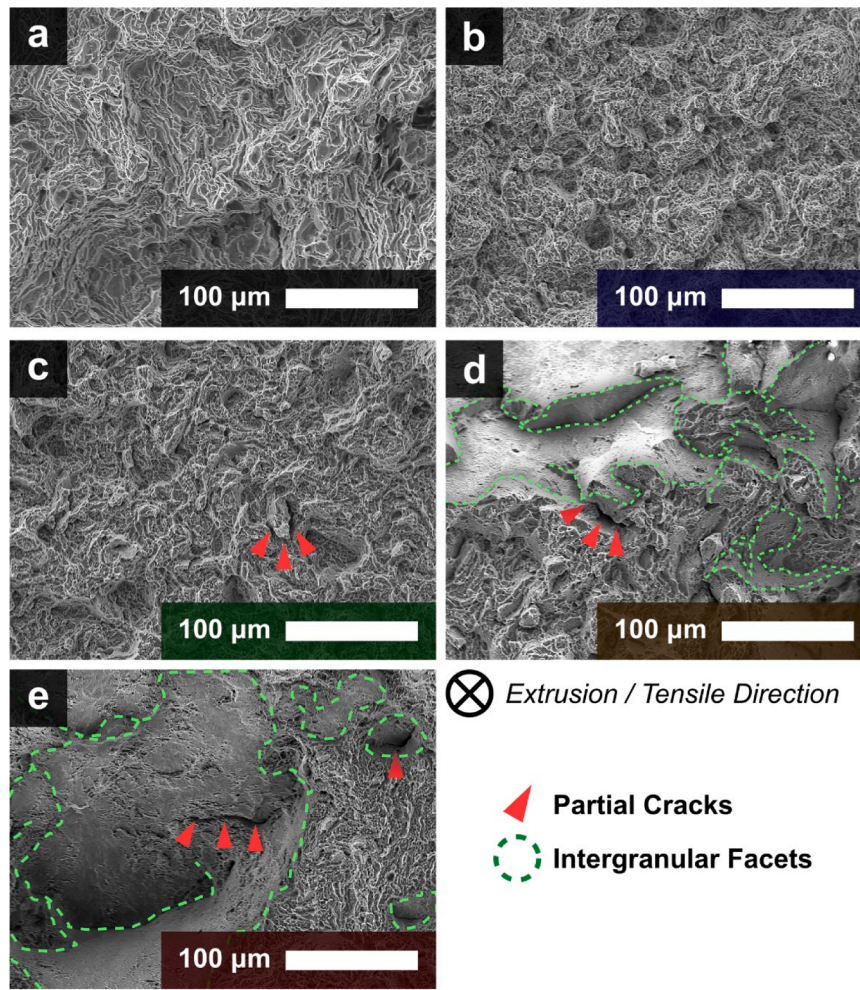 a
b
100 µm
100 µm
c
d
100 µm
100 µm
e
Extrusion / Tensile Direction
Partial Cracks
Intergranular Facets
100 µm